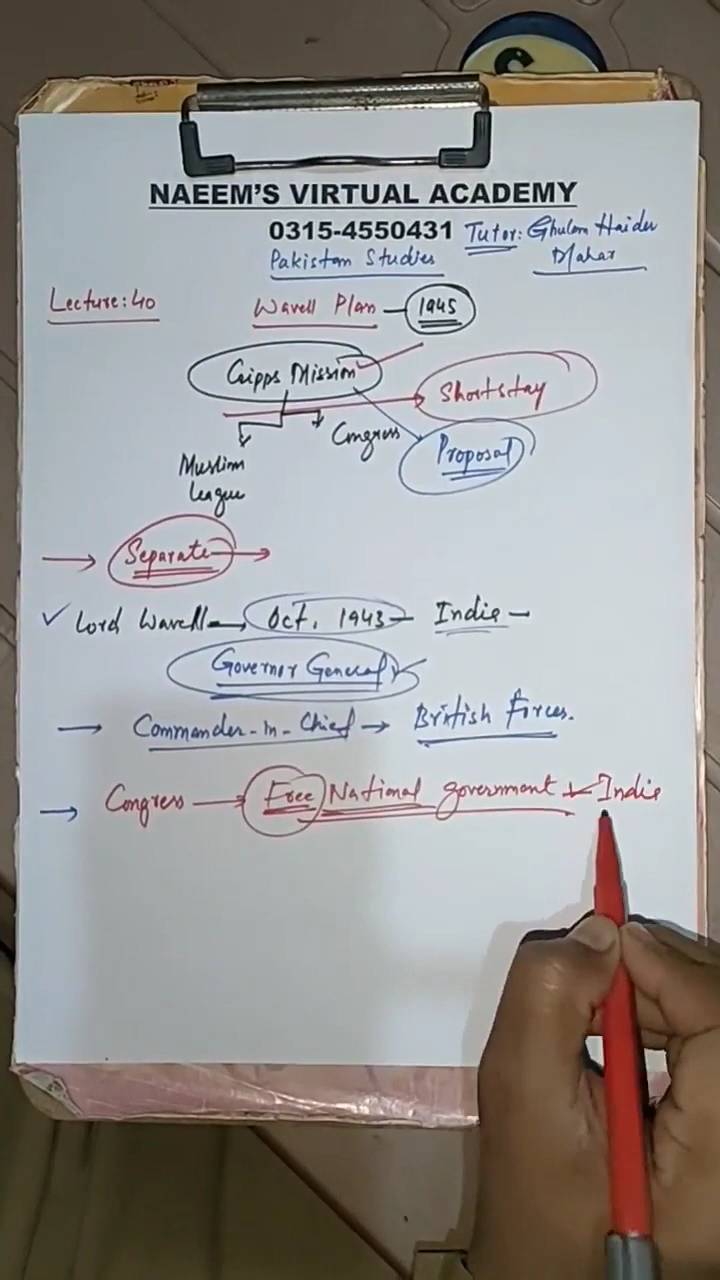 NAEEM'S VIRTUAL ACADEMY
0315-4550431 Tutor: Ghulam Haider Mahar
Pakistan Studies
Lecture: 40 Wavell Plan — 1945
Cripps Mission
Shortstay
Congress
Proposal
Muslim League
→ Separate →
✓ Lord Wavell → Oct. 1943 — India —
Governor General
→ Commander-in-Chief → British Forces.
→ Congress → Free National government ← India